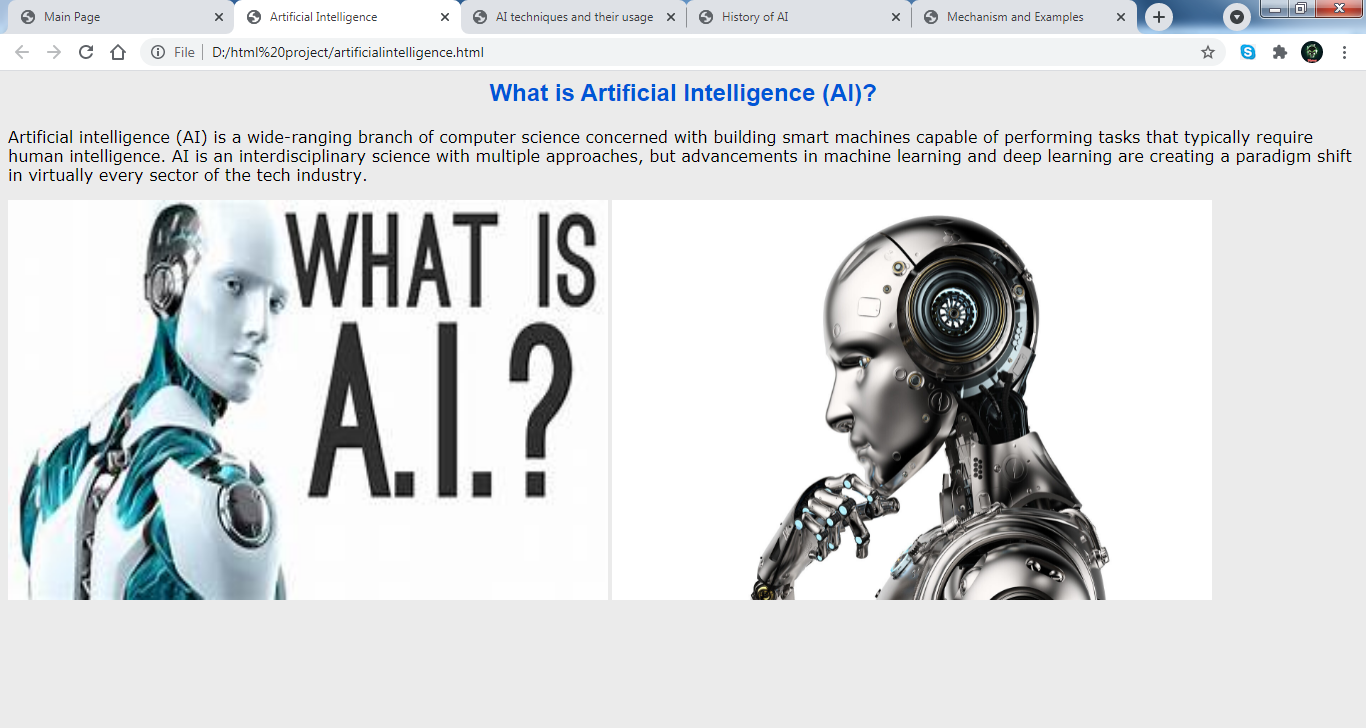 Main Page
Artificial Intelligence
AI techniques and their usage
History of AI
Mechanism and Examples
File
D:/html%20project/artificialintelligence.html
What is Artificial Intelligence (AI)?
Artificial intelligence (AI) is a wide-ranging branch of computer science concerned with building smart machines capable of performing tasks that typically require
human intelligence. AI is an interdisciplinary science with multiple approaches, but advancements in machine learning and deep learning are creating a paradigm shift
in virtually every sector of the tech industry.
WHAT IS
A.I.?